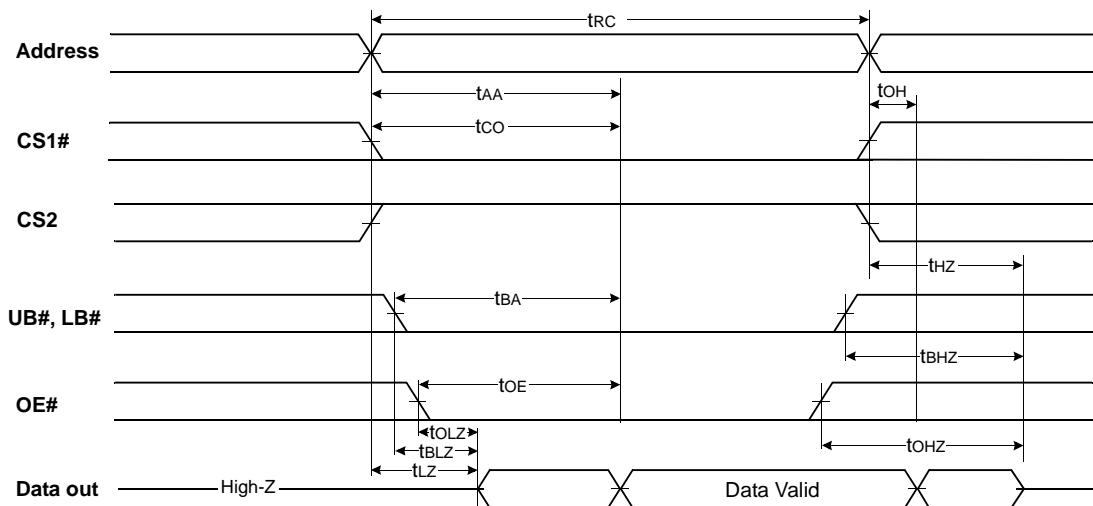 tRC
Address
tAA
tOH
tCO
CS1#
CS2
tHZ
tBA
UB#, LB#
tBHZ
tOE
OE#
tOLZ
tOHZ
tBLZ
tLZ
Data out
High-Z
Data Valid